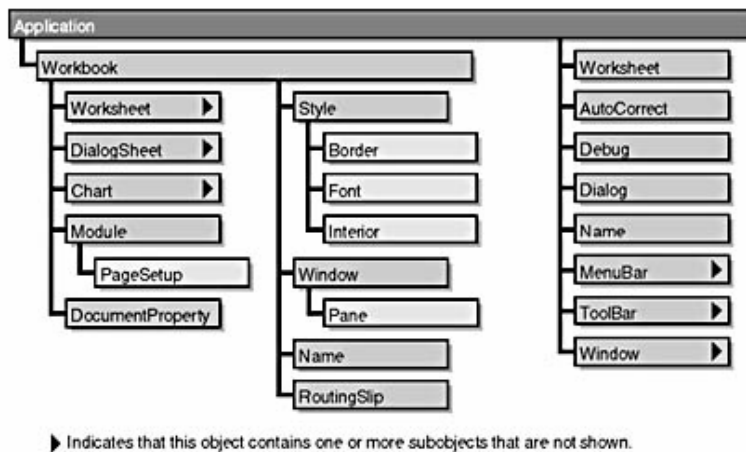 Application
Workbook
Worksheet
DialogSheet
Chart
Module
PageSetup
DocumentProperty
Style
Border
Font
Interior
Window
Pane
Name
RoutingSlip
Worksheet
AutoCorrect
Debug
Dialog
Name
MenuBar
ToolBar
Window
Indicates that this object contains one or more subobjects that are not shown.